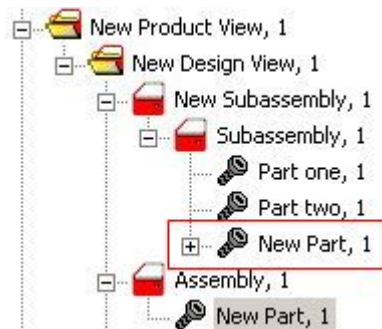 New Product View, 1
New Design View, 1
New Subassembly, 1
Subassembly, 1
Part one, 1
Part two, 1
New Part, 1
Assembly, 1
New Part, 1